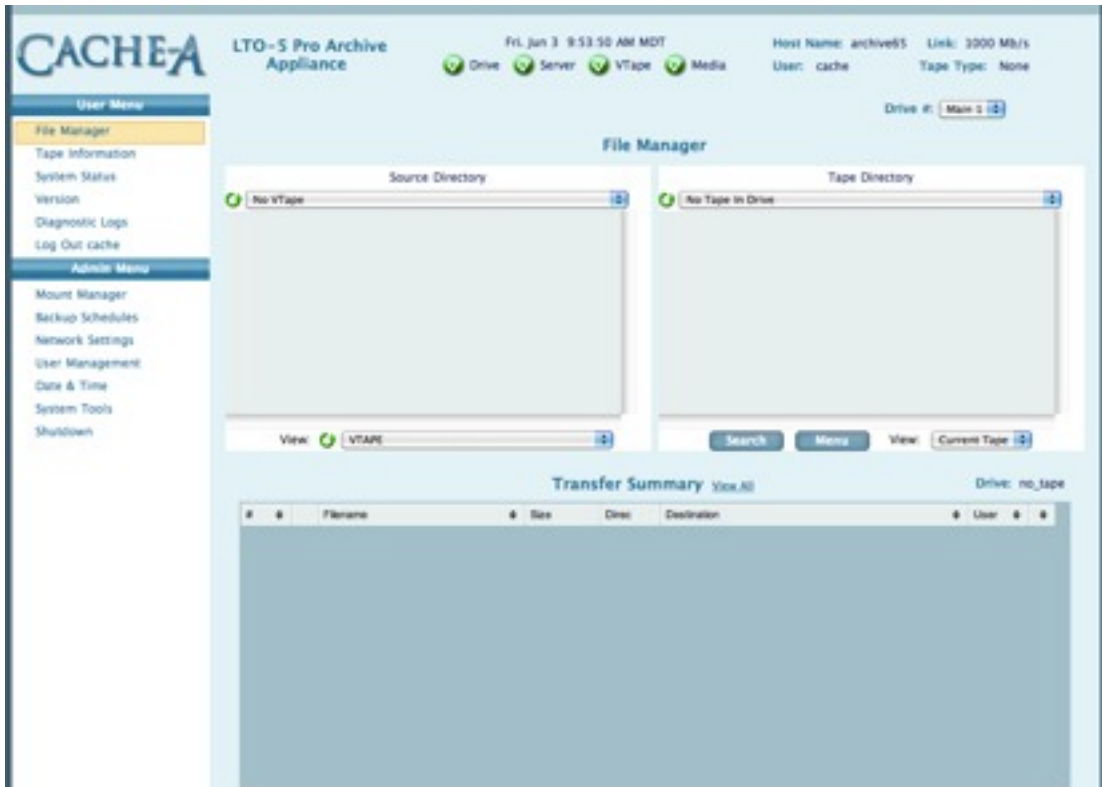 CACHE-A
LTO-5 Pro Archive Appliance
Fri. Jun 3 9:53:50 AM MDT
Drive Server VTape Media
Host Name: archive65 Link: 1000 Mb/s
User: cache Tape Type: None
User Menu
File Manager
Tape Information
System Status
Version
Diagnostic Logs
Log Out cache
Admin Menu
Mount Manager
Backup Schedules
Network Settings
User Management
Date & Time
System Tools
Shutdown
Drive #: Main 1
File Manager
Source Directory
No VTape
View: VTAPE
Tape Directory
No Tape In Drive
Search Menu View: Current Tape
Transfer Summary View All
Drive: no_tape
# Filename Size Direc Destination User